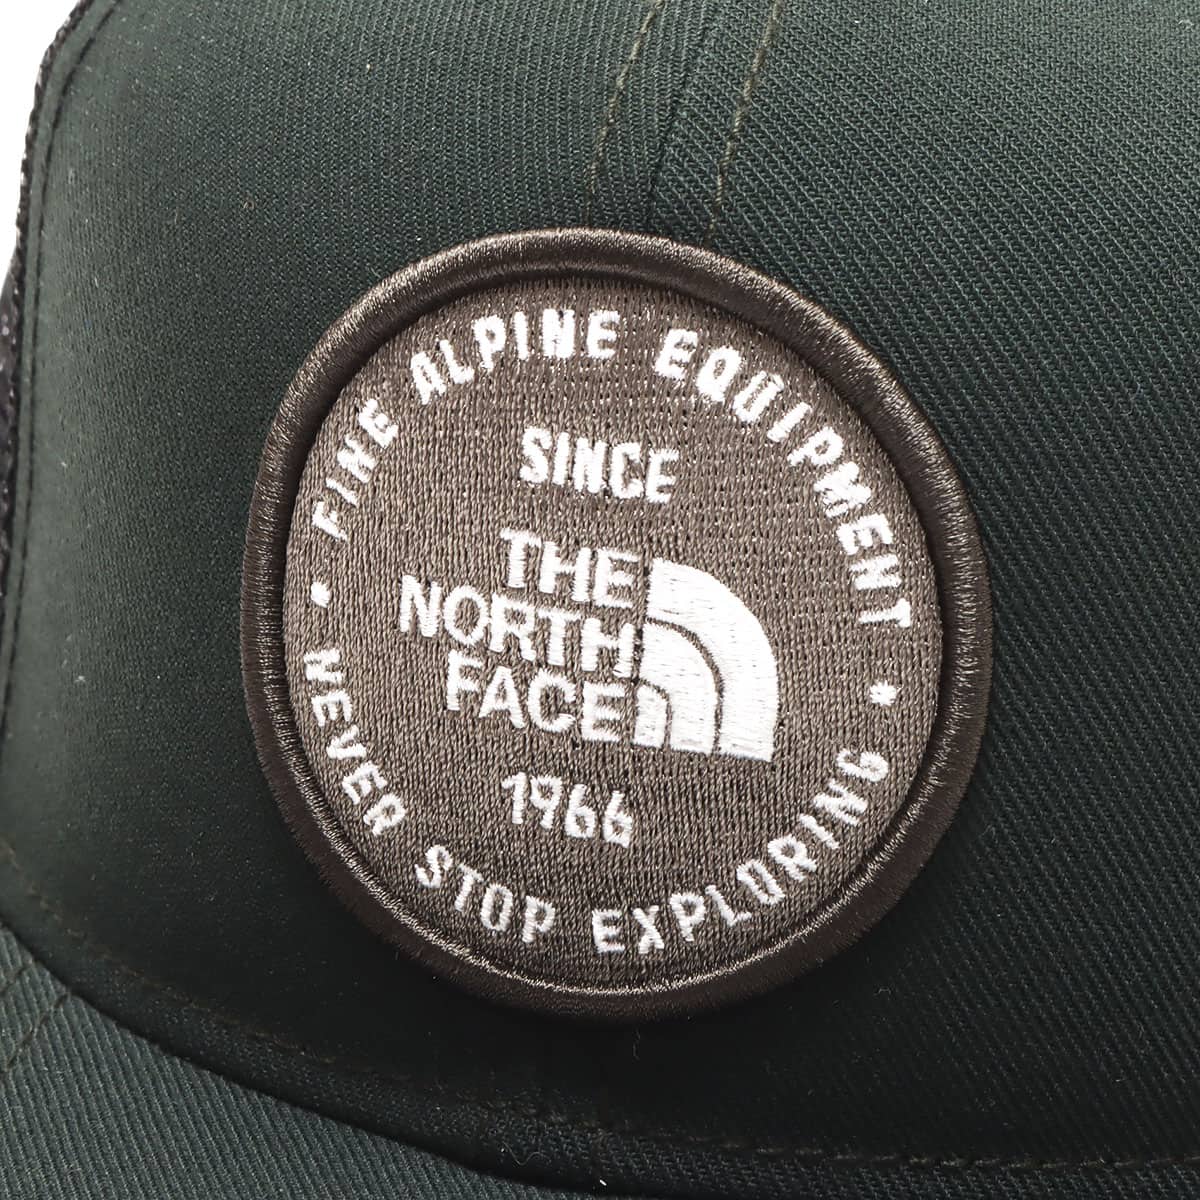 • FINE ALPINE EQUIPMENT •
SINCE
THE
NORTH
FACE
1966
NEVER STOP EXPLORING